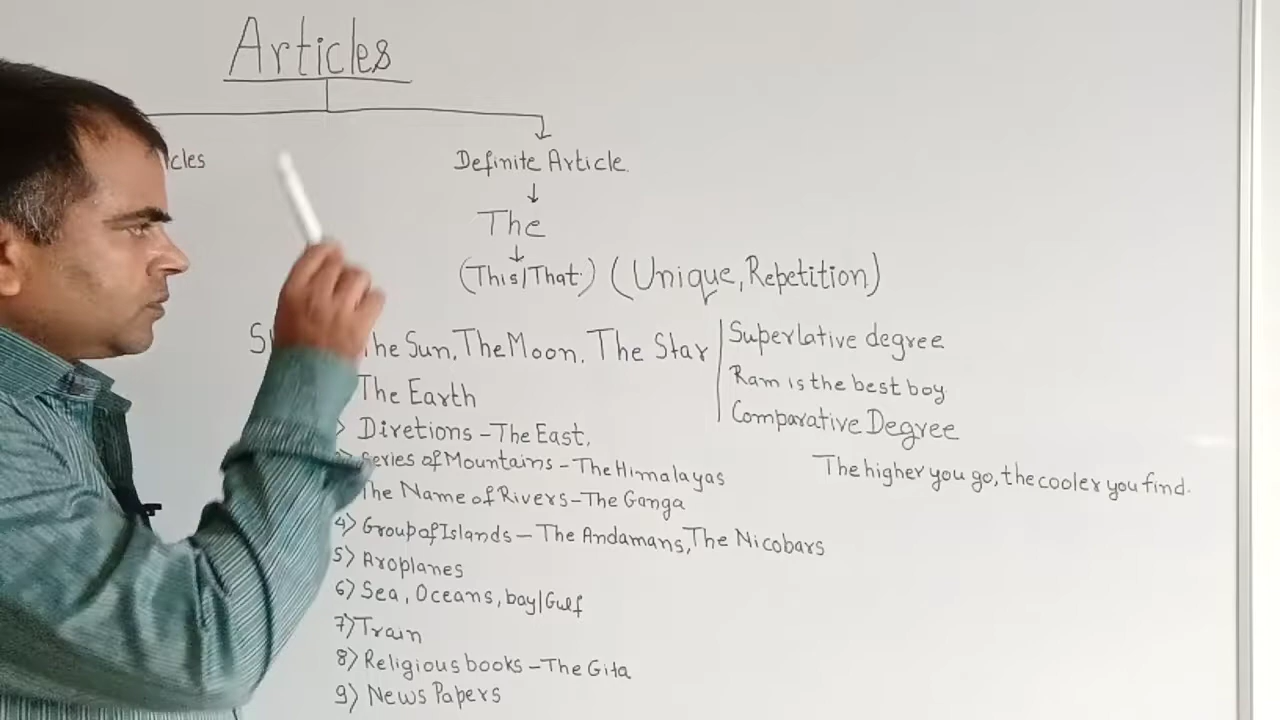 Articles
Definite Article
The
(This/That) (Unique, Repetition)
The Sun, The Moon, The Star
The Earth
Diretions - The East,
Series of Mountains - The Himalayas
The Name of Rivers - The Ganga
4) Group of Islands - The Andamans, The Nicobars
5) Aroplanes
6) Sea, Oceans, bay/Gulf
7) Train
8) Religious books - The Gita
9) News Papers
Superlative degree
Ram is the best boy
Comparative Degree
The higher you go, the cooler you find.